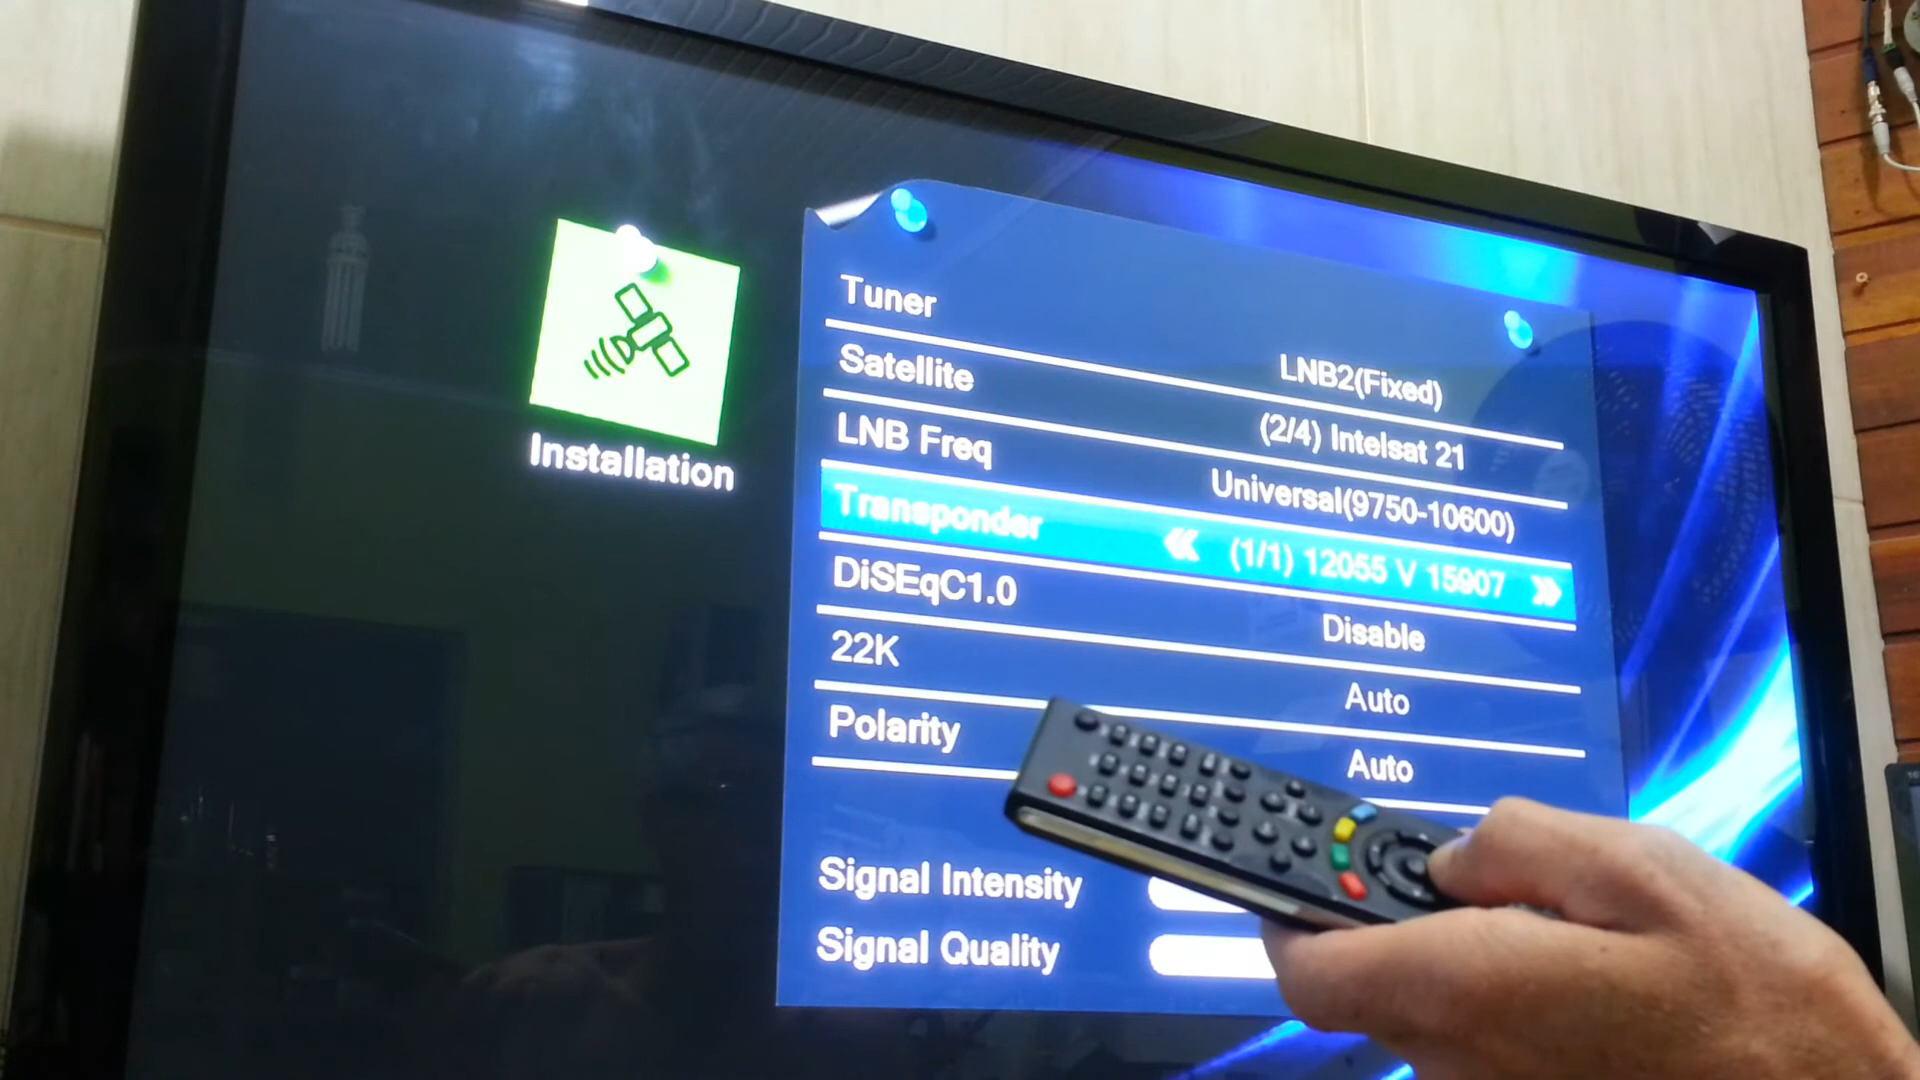 Installation
Tuner LNB2(Fixed)
Satellite (2/4) Intelsat 21
LNB Freq Universal(9750-10600)
Transponder (1/1) 12055 V 15907
DiSEqC1.0 Disable
22K Auto
Polarity Auto
Signal Intensity
Signal Quality